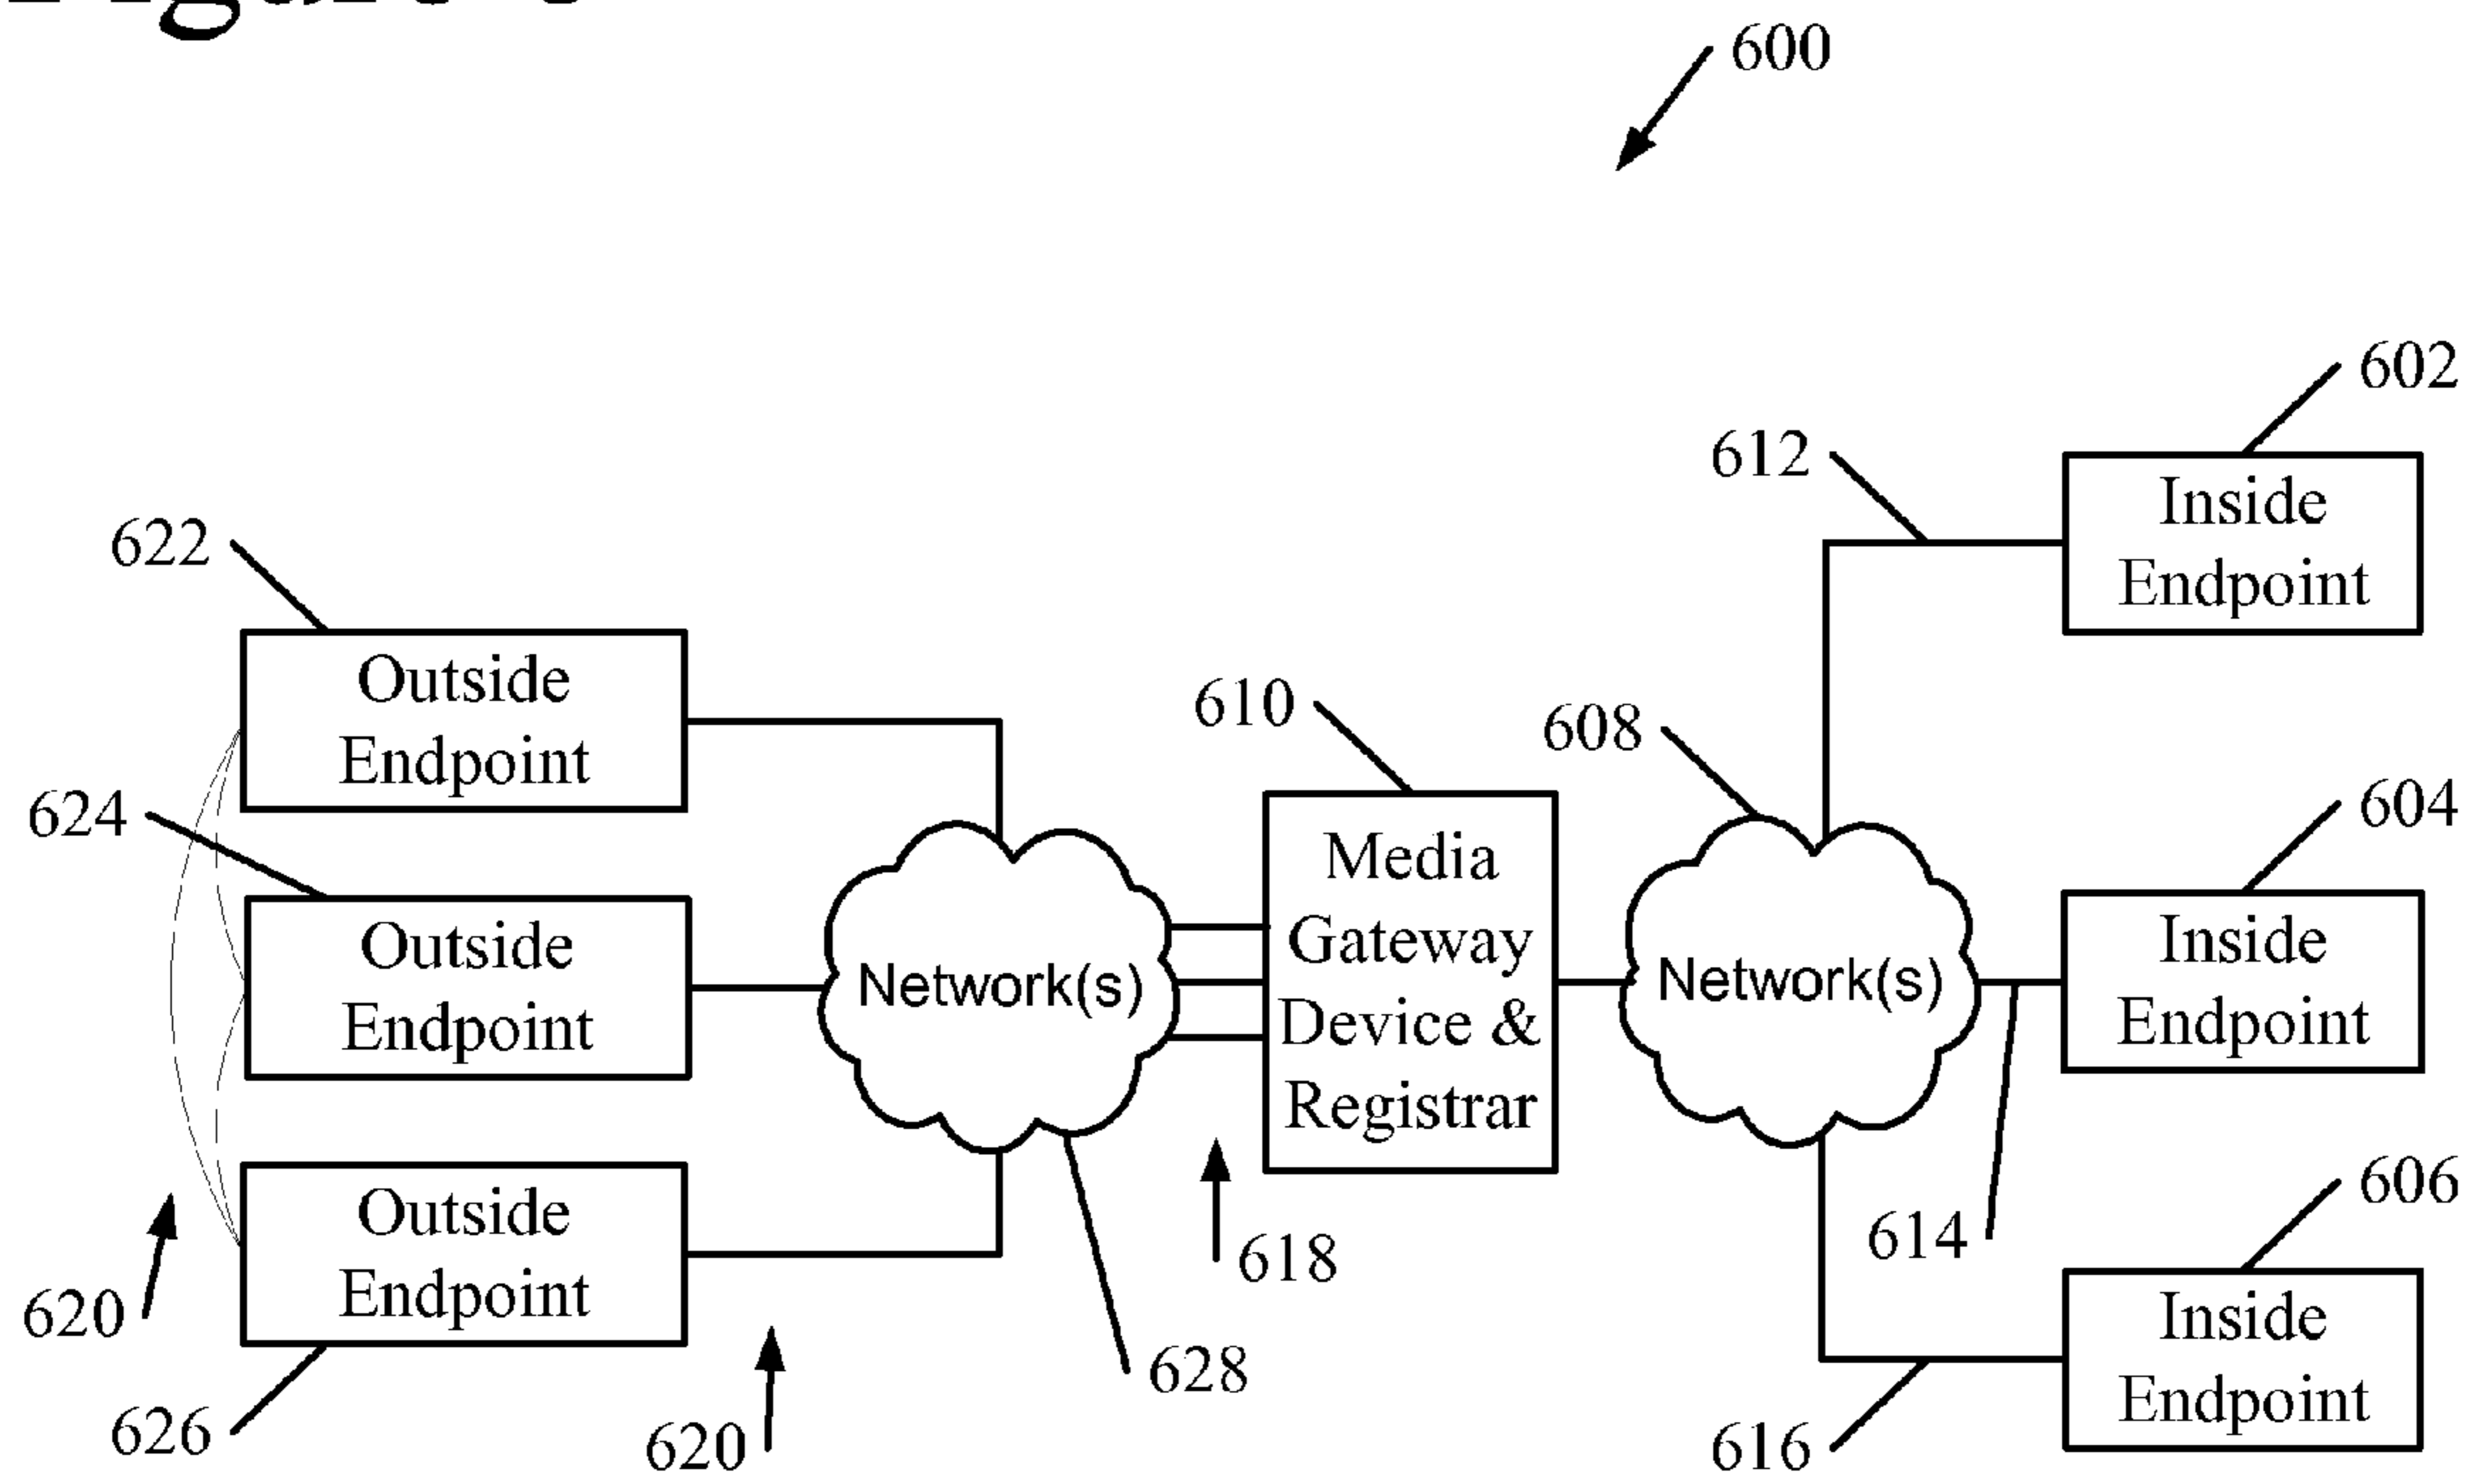 600
602
612
Inside
Endpoint
622
Outside
Endpoint
610
608
604
624
Media
Gateway
Device &
Registrar
Outside
Endpoint
Network(s)
Network(s)
Inside
Endpoint
606
614
618
Outside
Endpoint
620
628
Inside
Endpoint
626
620
616